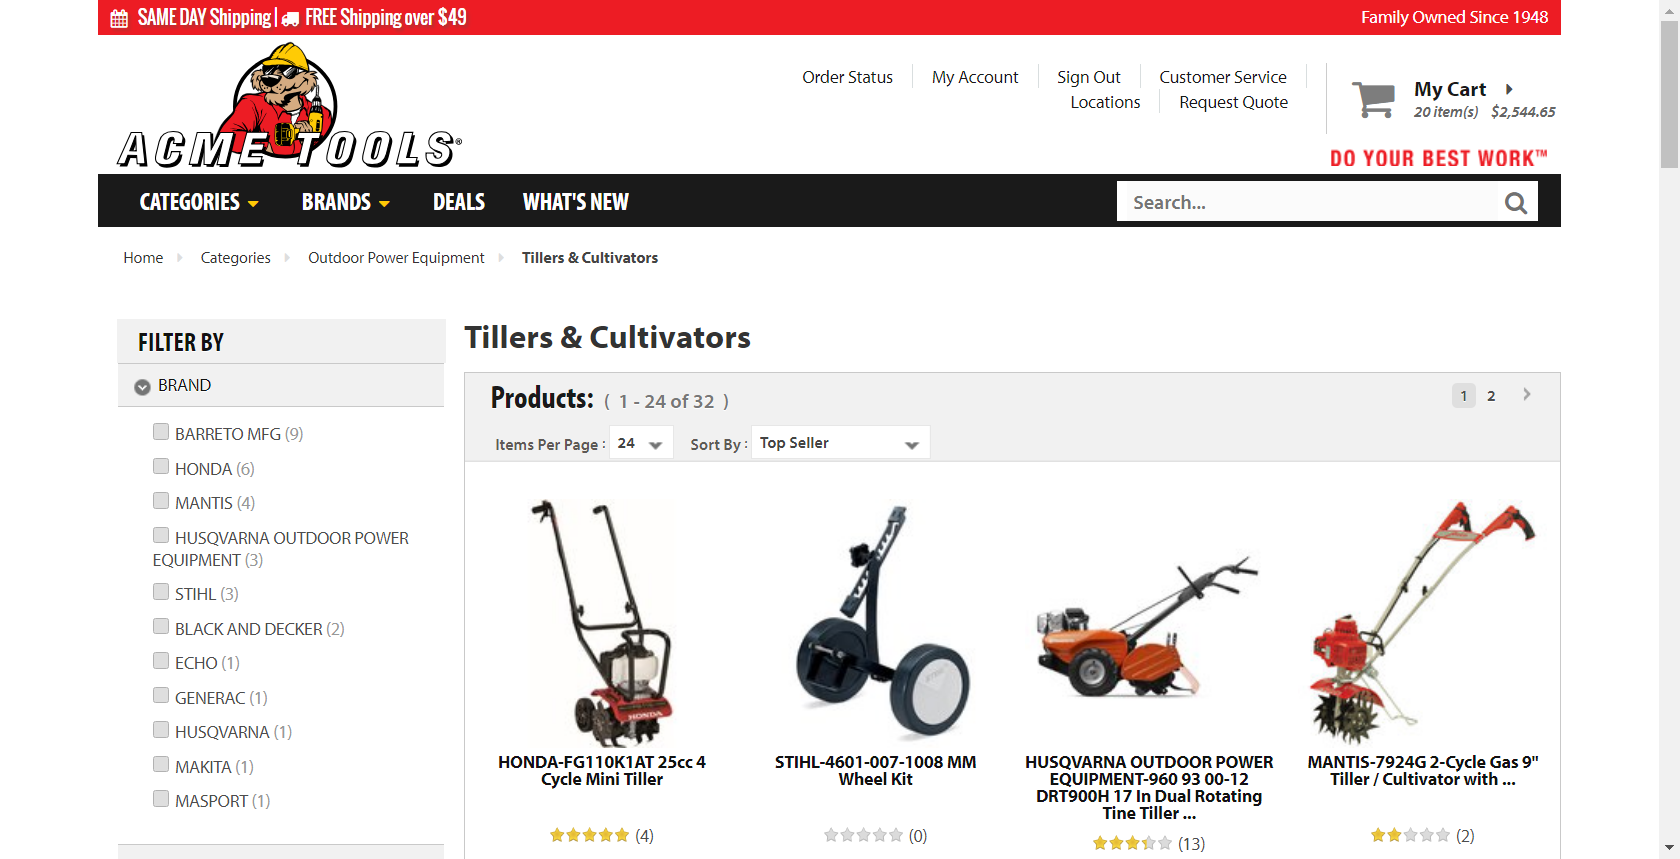 SAME DAY Shipping | FREE Shipping over $49
Family Owned Since 1948
ACME TOOLS®
Order Status
My Account
Sign Out
Customer Service
Locations
Request Quote
My Cart
20 item(s) $2,544.65
DO YOUR BEST WORK™
CATEGORIES
BRANDS
DEALS
WHAT'S NEW
Search...
Home
Categories
Outdoor Power Equipment
Tillers & Cultivators
FILTER BY
BRAND
BARRETO MFG (9)
HONDA (6)
MANTIS (4)
HUSQVARNA OUTDOOR POWER
EQUIPMENT (3)
STIHL (3)
BLACK AND DECKER (2)
ECHO (1)
GENERAC (1)
HUSQVARNA (1)
MAKITA (1)
MASPORT (1)
Tillers & Cultivators
Products: ( 1 - 24 of 32 )
1 2
Items Per Page : 24
Sort By : Top Seller
HONDA
HONDA-FG110K1AT 25cc 4
Cycle Mini Tiller
(4)
STIHL-4601-007-1008 MM
Wheel Kit
(0)
HUSQVARNA OUTDOOR POWER
EQUIPMENT-960 93 00-12
DRT900H 17 In Dual Rotating
Tine Tiller ...
(13)
MANTIS-7924G 2-Cycle Gas 9"
Tiller / Cultivator with ...
(2)